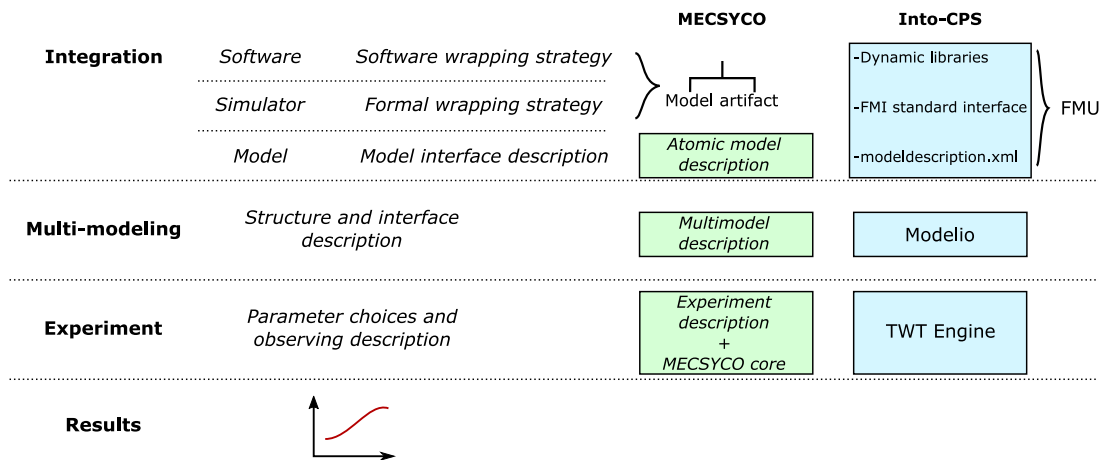 MECSYCO
Into-CPS
Integration
Software
Software wrapping strategy
Simulator
Formal wrapping strategy
Model
Model interface description
Model artifact
Atomic model
description
-Dynamic libraries
-FMI standard interface
-modeldescription.xml
FMU
Multi-modeling
Structure and interface
description
Multimodel
description
Modelio
Experiment
Parameter choices and
observing description
Experiment
description
+
MECSYCO core
TWT Engine
Results